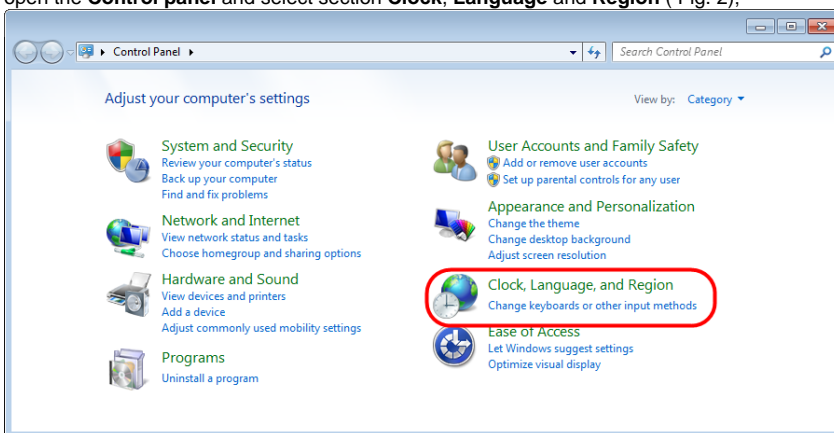 open the Control panel and select section Clock, Language and Region ( Fig. 2);
Control Panel
Search Control Panel
Adjust your computer's settings
View by: Category
System and Security
Review your computer's status
Back up your computer
Find and fix problems
Network and Internet
View network status and tasks
Choose homegroup and sharing options
Hardware and Sound
View devices and printers
Add a device
Adjust commonly used mobility settings
Programs
Uninstall a program
User Accounts and Family Safety
Add or remove user accounts
Set up parental controls for any user
Appearance and Personalization
Change the theme
Change desktop background
Adjust screen resolution
Clock, Language, and Region
Change keyboards or other input methods
Ease of Access
Let Windows suggest settings
Optimize visual display